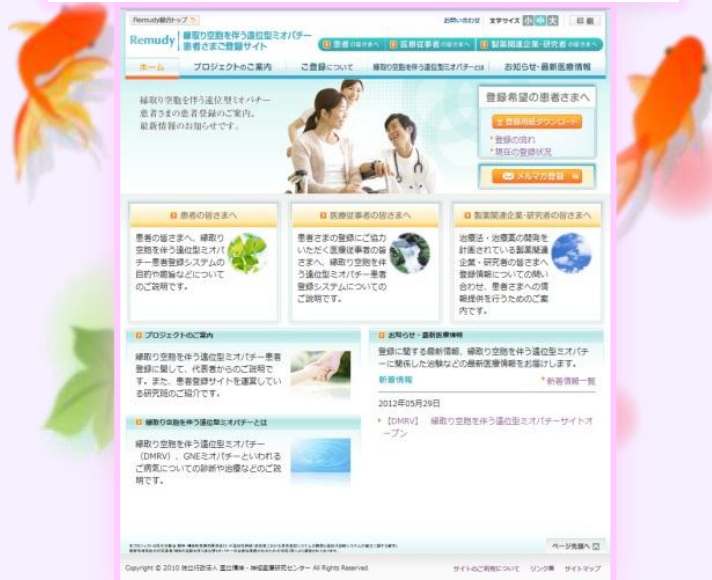 Remudy総合トップ
お問い合わせ 文字サイズ 小 中 大 印刷
Remudy 縁取り空胞を伴う遠位型ミオパチー
患者さまご登録サイト
患者の皆さまへ 医療従事者の皆さまへ 製薬関連企業・研究者の皆さまへ
ホーム プロジェクトのご案内 ご登録について 縁取り空胞を伴う遠位型ミオパチーとは お知らせ・最新医療情報
縁取り空胞を伴う遠位型ミオパチー
患者さまの患者登録のご案内、
最新情報のお知らせです。
登録希望の患者さまへ
登録用紙ダウンロード
登録の流れ
現在の登録状況
メルマガ登録
患者の皆さまへ
患者の皆さまへ、縁取り
空胞を伴う遠位型ミオパ
チー患者登録システムの
目的や趣旨などについて
のご説明です。
医療従事者の皆さまへ
患者さまの登録にご協力
いただく医療従事者の皆
さまへ、縁取り空胞を伴
う遠位型ミオパチー患者
登録システムについての
ご説明です。
製薬関連企業・研究者の皆さまへ
治療法・治療薬の開発を
計画されている製薬関連
企業・研究者の皆さまへ
登録情報についての問い
合わせ、患者さまへの情
報提供を行うためのご案
内です。
プロジェクトのご案内
縁取り空胞を伴う遠位型ミオパチー患者
登録に関して、代表者からのご説明で
す。また、患者登録サイトを運営してい
る研究班のご紹介です。
縁取り空胞を伴う遠位型ミオパチーとは
縁取り空胞を伴う遠位型ミオパチー
（DMRV）、GNEミオパチーといわれる
ご病気についての診断や治療などのご説
明です。
お知らせ・最新医療情報
登録に関する最新情報、縁取り空胞を伴う遠位型ミオパチ
ーに関係した治験などの最新医療情報をお届けします。
新着情報 新着情報一覧
2012年05月29日
【DMRV】 縁取り空胞を伴う遠位型ミオパチーサイトオ
ープン
ページ先頭へ
Copyright © 2010 独立行政法人 国立精神・神経医療研究センター All Rights Reserved.
サイトのご利用について リンク集 サイトマップ